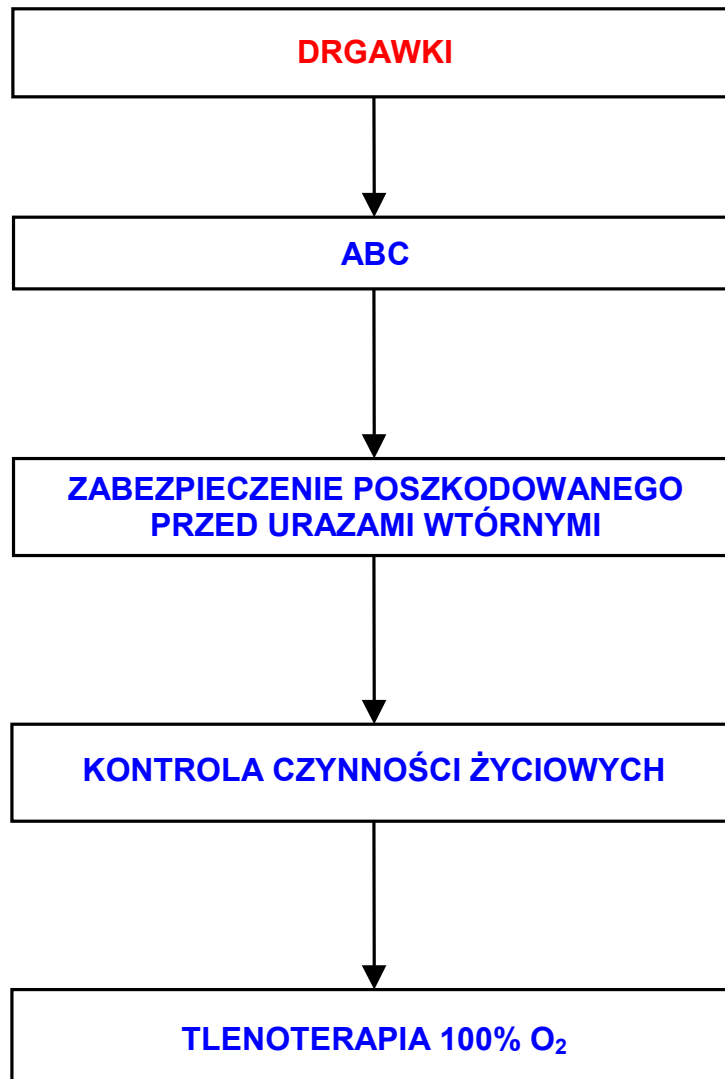 DRGAWKI
ABC
ZABEZPIECZENIE POSZKODOWANEGO
PRZED URAZAMI WTÓRNYMI
KONTROLA CZYNNOŚCI ŻYCIOWYCH
TLENOTERAPIA 100% O₂